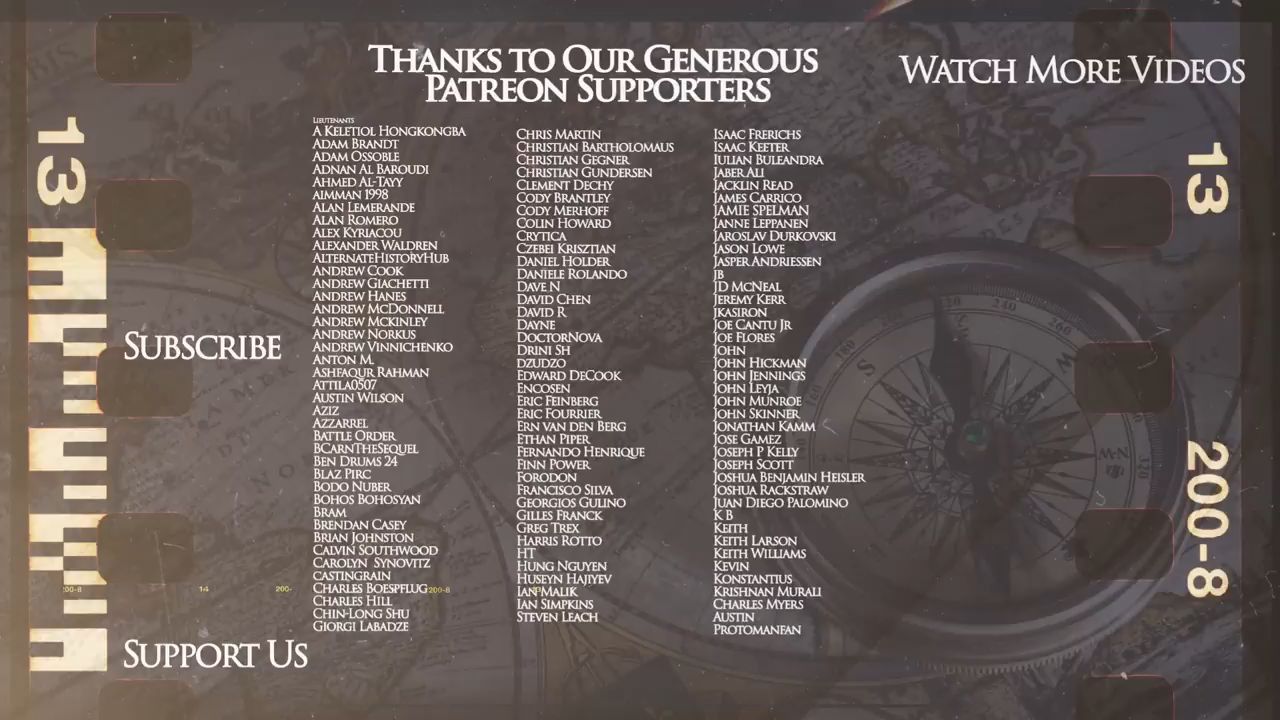 Thanks to Our Generous
Patreon Supporters
Watch More Videos
Subscribe
Support Us
Lieutenants
A Keletiol Hongkongba
Adam Brandt
Adam Ossoble
Adnan Al Baroudi
Ahmed Al-Tayy
aimman 1998
Alan Lemerande
Alan Romero
Alex Kyriacou
Alexander Waldren
AlternateHistoryHub
Andrew Cook
Andrew Giachetti
Andrew Hanes
Andrew McDonnell
Andrew Mckinley
Andrew Norkus
Andrew Vinnichenko
Anton M.
Ashfaqur Rahman
Attila0507
Austin Wilson
Aziz
Azzarrel
Battle Order
BCarnTheSequel
Ben Drums 24
Blaz Pirc
Bodo Nuber
Bohos Bohosyan
Bram
Brendan Casey
Brian Johnston
Calvin Southwood
Carolyn Synovitz
castingrain
Charles Boespflug
Charles Hill
Chin-Long Shu
Giorgi Labadze
Chris Martin
Christian Bartholomaus
Christian Gegner
Christian Gundersen
Clement Dechy
Cody Brantley
Cody Merhoff
Colin Howard
Crytica
Czebei Krisztian
Daniel Holder
Daniele Rolando
Dave N
David Chen
David R
Dayne
DoctorNova
Drini Sh
dzudzo
Edward DeCook
Encosen
Eric Feinberg
Eric Fourrier
Ern van den Berg
Ethan Piper
Fernando Henrique
Finn Power
Forodon
Francisco Silva
Georgios Gulino
Gilles Franck
Greg Trex
Harris Rotto
HT
Hung Nguyen
Huseyn Hajiyev
Ian Malik
Ian Simpkins
Steven Leach
Isaac Frerichs
Isaac Keeter
Iulian Buleandra
Jaber Ali
Jacklin Read
James Carrico
Jamie Spelman
Janne Leppanen
Jaroslav Durkovski
Jason Lowe
Jasper Andriessen
JB
JD McNeal
Jeremy Kerr
jkasiron
Joe Cantu Jr
Joe Flores
John
John Hickman
John Jennings
John Leyja
John Munroe
John Skinner
Jonathan Kamm
Jose Gamez
Joseph P Kelly
Joseph Scott
Joshua Benjamin Heisler
Joshua Rackstraw
Juan Diego Palomino
K B
Keith
Keith Larson
Keith Williams
Kevin
Konstantius
Krishnan Murali
Charles Myers
Austin
Protomanfan
13
13
200-8
14
200-
200-8
180
220
240
260
S
W
N-W
320